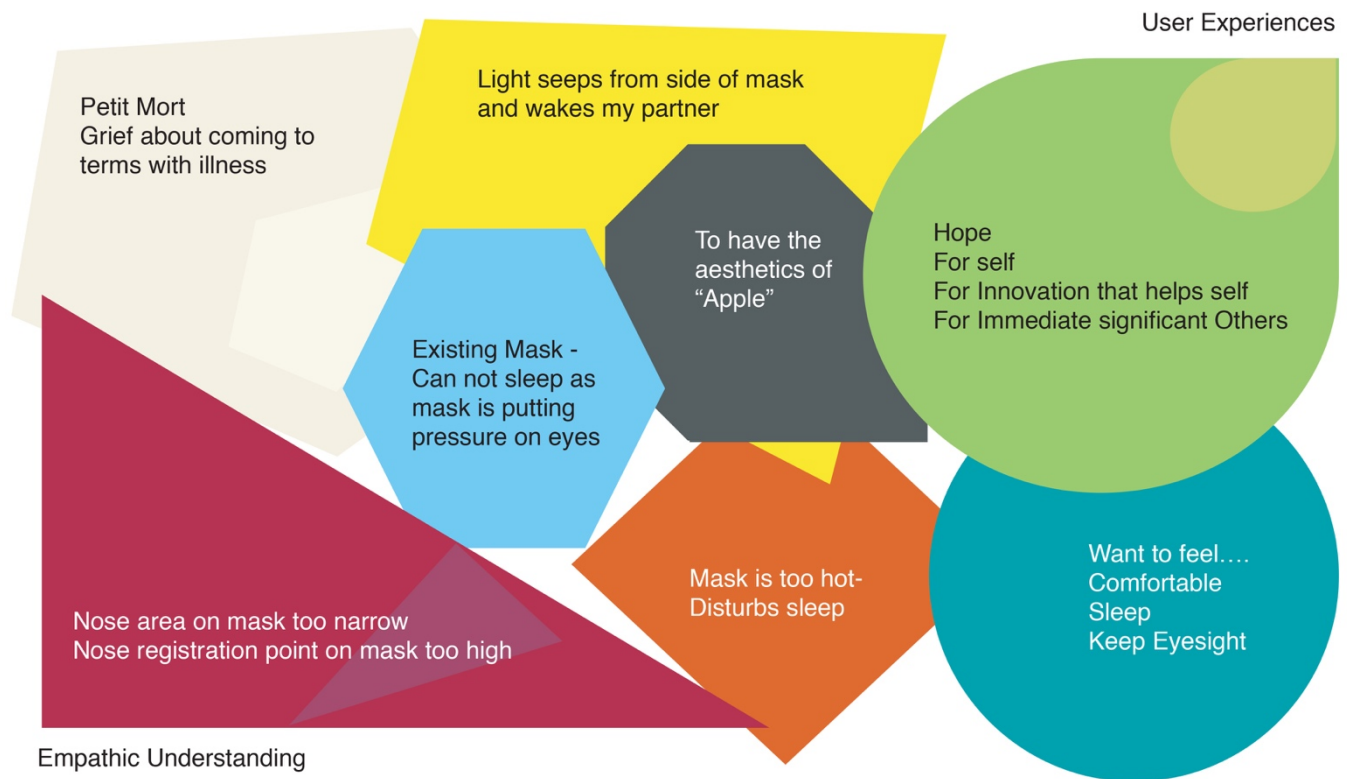 User Experiences
Petit Mort
Grief about coming to
terms with illness
Light seeps from side of mask
and wakes my partner
To have the
aesthetics of
“Apple”
Hope
For self
For Innovation that helps self
For Immediate significant Others
Existing Mask -
Can not sleep as
mask is putting
pressure on eyes
Nose area on mask too narrow
Nose registration point on mask too high
Mask is too hot-
Disturbs sleep
Want to feel….
Comfortable
Sleep
Keep Eyesight
Empathic Understanding